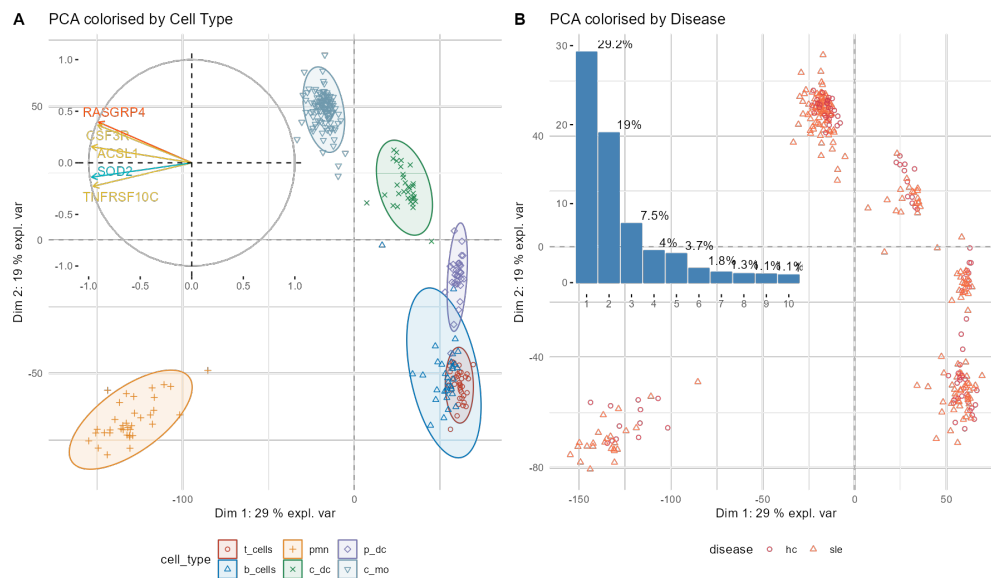 A PCA colorised by Cell Type
Dim 2: 19 % expl. var
50
0
-50
1.0
0.5
0.0
-0.5
-1.0
RASGRP4
ACSL1
SOD2
TNFRSF10C
-1.0 0.5 0.0 0.5 1.0
-100 0
Dim 1: 29 % expl. var
cell_type t_cells pmn p_dc
b_cells c_dc c_mo
B PCA colorised by Disease
Dim 2: 19 % expl. var
40
0
-40
-80
30
20
10
0
29.2%
19%
7.5%
4%
3.7%
1.8%
1.3%
1.1%
1.1%
1 2 3 4 5 6 7 8 9 10
-150 -100 -50 0 50
Dim 1: 29 % expl. var
disease hc sle